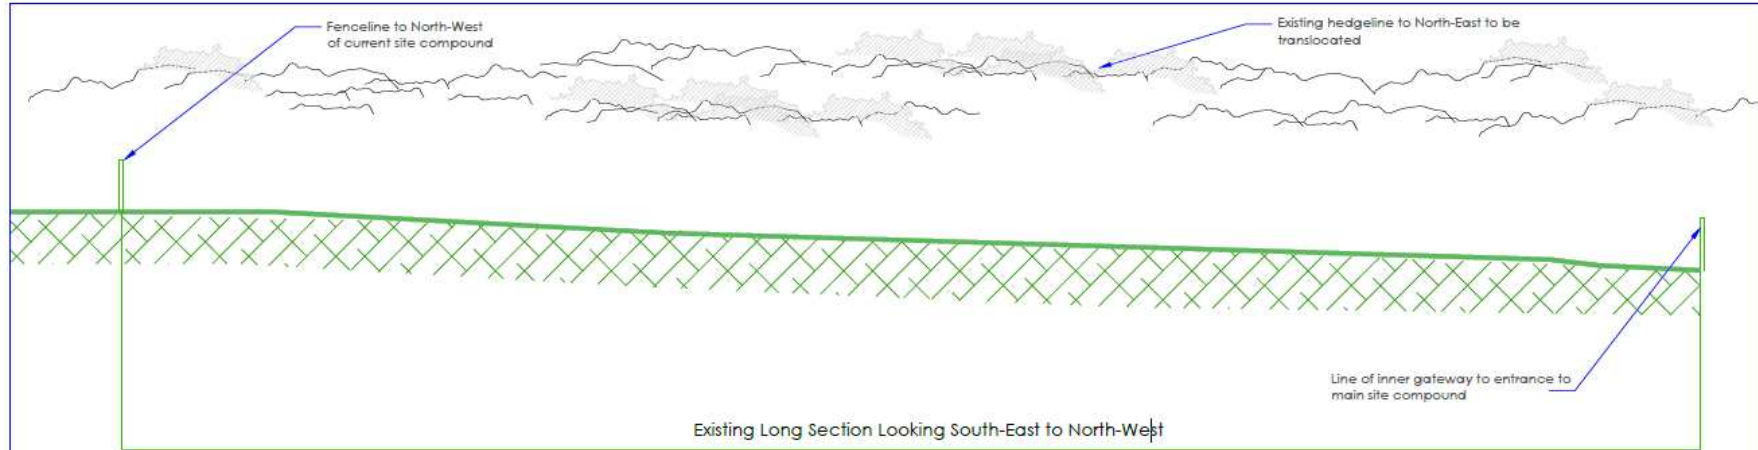 Fenceline to North-West
of current site compound
Existing hedgeline to North-East to be
translocated
Line of inner gateway to entrance to
main site compound
Existing Long Section Looking South-East to North-West